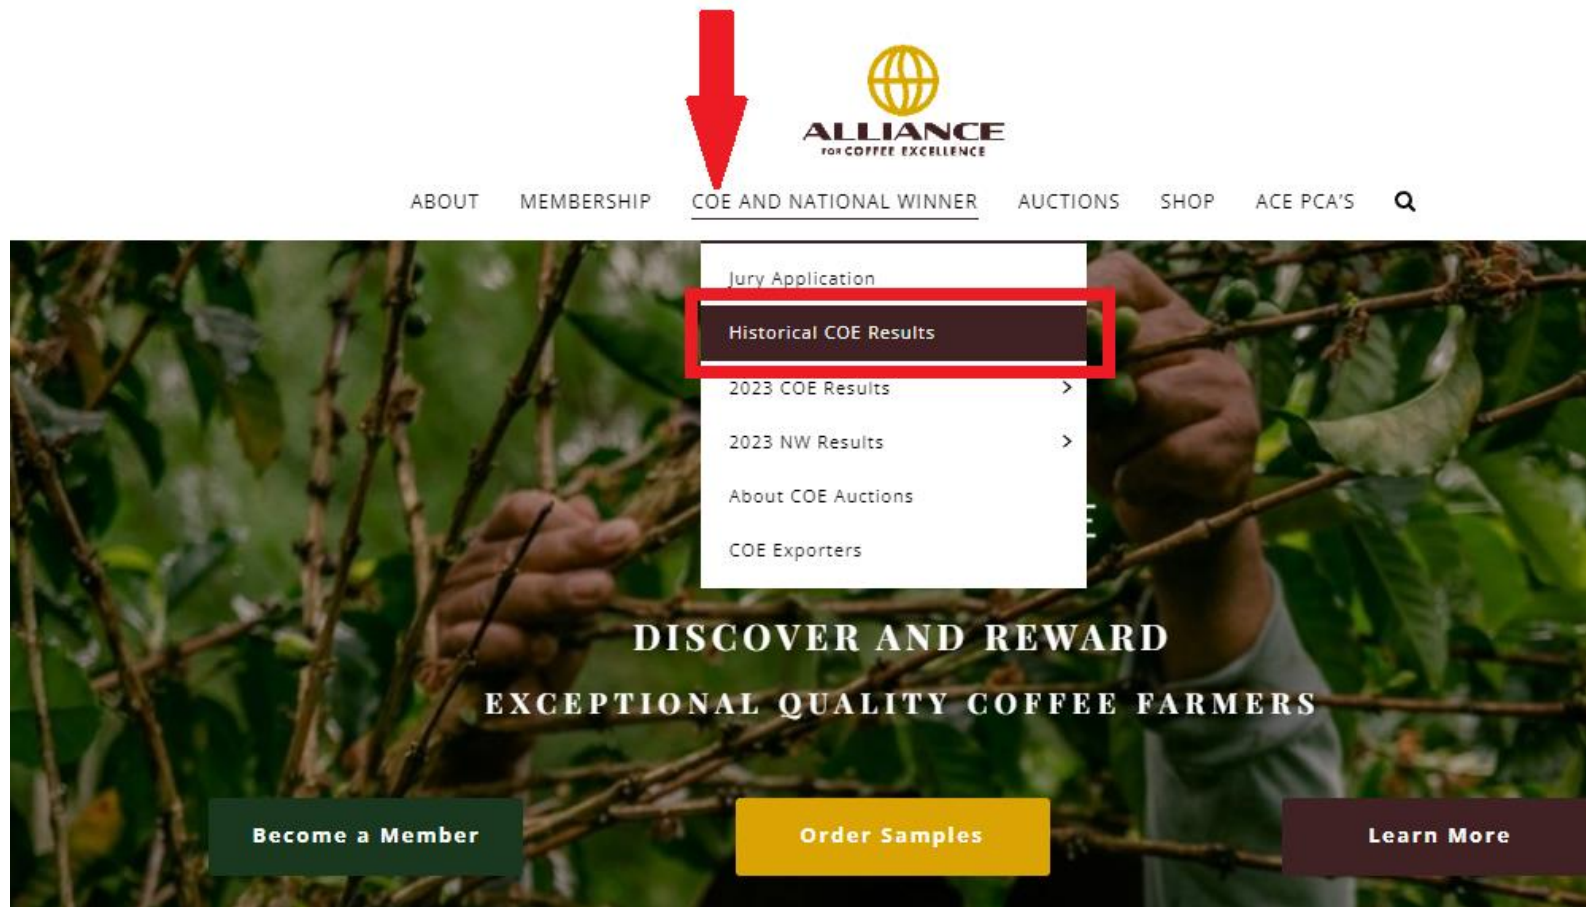 ALLIANCE
FOR COFFEE EXCELLENCE
ABOUT MEMBERSHIP COE AND NATIONAL WINNER AUCTIONS SHOP ACE PCA'S
Jury Application
Historical COE Results
2023 COE Results
2023 NW Results
About COE Auctions
COE Exporters
E
DISCOVER AND REWARD
EXCEPTIONAL QUALITY COFFEE FARMERS
Become a Member
Order Samples
Learn More